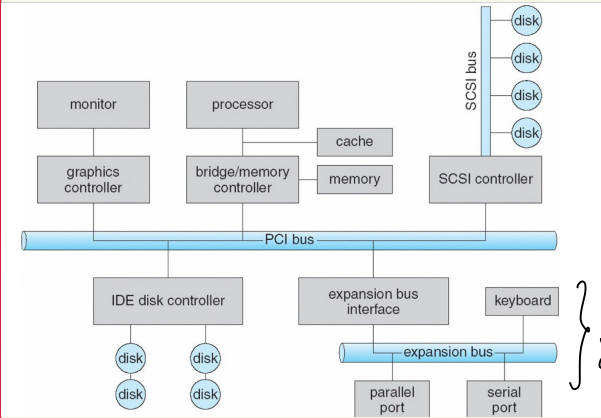 disk
disk
disk
disk
SCSI bus
monitor
processor
cache
graphics
controller
bridge/memory
controller
memory
SCSI controller
PCI bus
IDE disk controller
expansion bus
interface
keyboard
disk
disk
expansion bus
disk
disk
parallel
port
serial
port